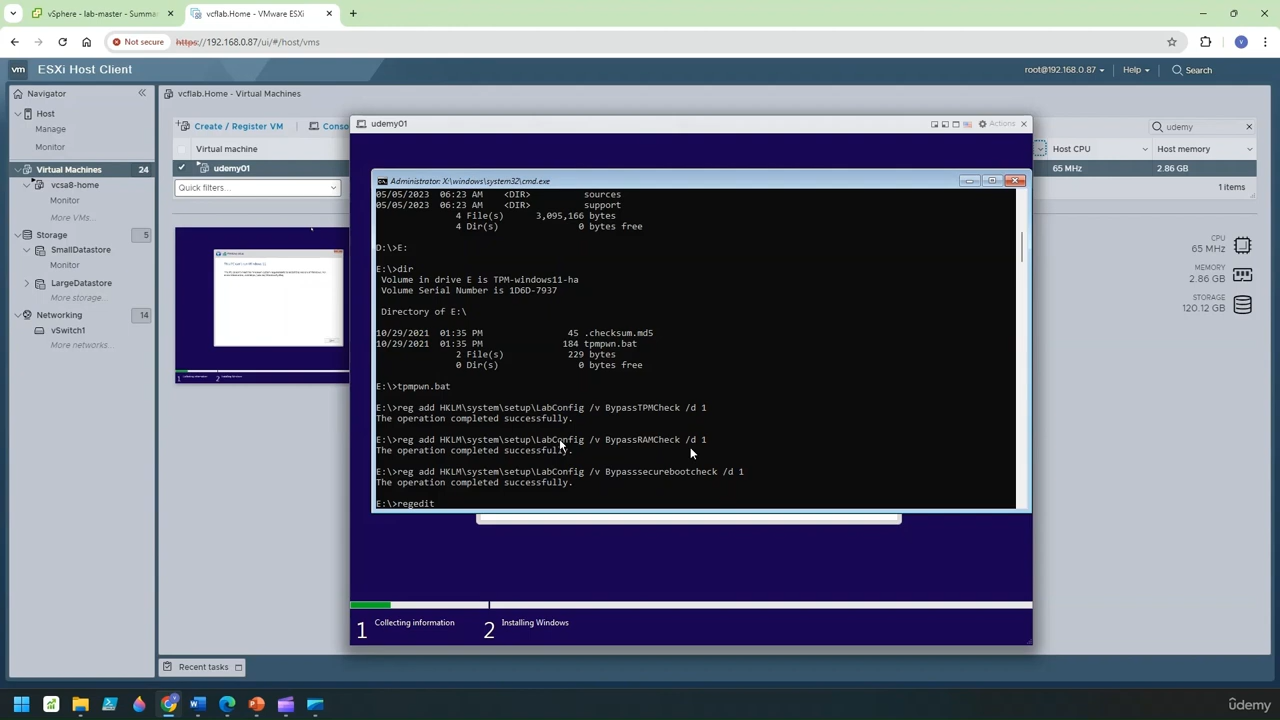 vSphere - lab-master - Summa
vcflab.Home - VMware ESXi
Not secure
https://192.168.0.87/ui/#/host/vms
vm
ESXi Host Client
root@192.168.0.87
Help
Search
Navigator
Host
Manage
Monitor
Virtual Machines
24
vcsa8-home
Monitor
More VMs...
Storage
5
SmallDatastore
Monitor
LargeDatastore
More storage...
Networking
14
vSwitch1
More networks...
vcflab.Home - Virtual Machines
Create / Register VM
Conso
udemy
Virtual machine
Host CPU
Host memory
udemy01
65 MHz
2.86 GB
Quick filters...
1 items
CPU
65 MHz
MEMORY
2.86 GB
STORAGE
120.12 GB
udemy01
Actions
Administrator: X:\windows\system32\cmd.exe
05/05/2023  06:23 AM    <DIR>          sources
05/05/2023  06:23 AM    <DIR>          support
4 File(s)      3,095,166 bytes
4 Dir(s)               0 bytes free
D:\>E:
E:\>dir
Volume in drive E is TPM-windows11-ha
Volume Serial Number is 1D6D-7937
Directory of E:\
10/29/2021  01:35 PM                45 .checksum.md5
10/29/2021  01:35 PM               184 tpmpwn.bat
2 File(s)            229 bytes
0 Dir(s)               0 bytes free
E:\>tpmpwn.bat
E:\>reg add HKLM\system\setup\LabConfig /v BypassTPMCheck /d 1
The operation completed successfully.
E:\>reg add HKLM\system\setup\LabConfig /v BypassRAMCheck /d 1
The operation completed successfully.
E:\>reg add HKLM\system\setup\LabConfig /v Bypasssecurebootcheck /d 1
The operation completed successfully.
E:\>regedit
1 Collecting information
2 Installing Windows
Recent tasks
udemy